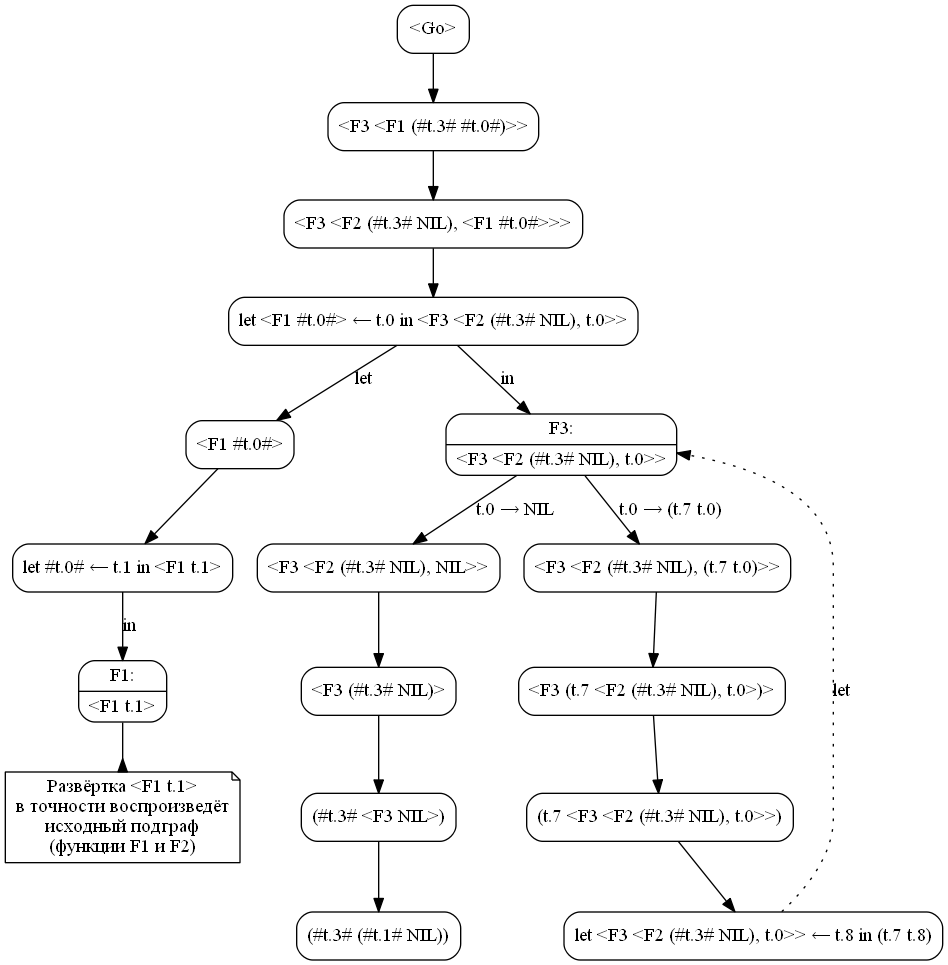 <Go>
<F3 <F1 (#t.3# #t.0#)>>
<F3 <F2 (#t.3# NIL), <F1 #t.0#>>>
let <F1 #t.0#> ← t.0 in <F3 <F2 (#t.3# NIL), t.0>>
let
in
<F1 #t.0#>
F3:
<F3 <F2 (#t.3# NIL), t.0>>
t.0 → NIL
t.0 → (t.7 t.0)
let #t.0# ← t.1 in <F1 t.1>
<F3 <F2 (#t.3# NIL), NIL>>
<F3 <F2 (#t.3# NIL), (t.7 t.0)>>
in
F1:
<F1 t.1>
<F3 (#t.3# NIL)>
<F3 (t.7 <F2 (#t.3# NIL), t.0>)>
let
Развёртка <F1 t.1>
в точности воспроизведёт
исходный подграф
(функции F1 и F2)
(#t.3# <F3 NIL>)
(t.7 <F3 <F2 (#t.3# NIL), t.0>>)
(#t.3# (#t.1# NIL))
let <F3 <F2 (#t.3# NIL), t.0>> ← t.8 in (t.7 t.8)